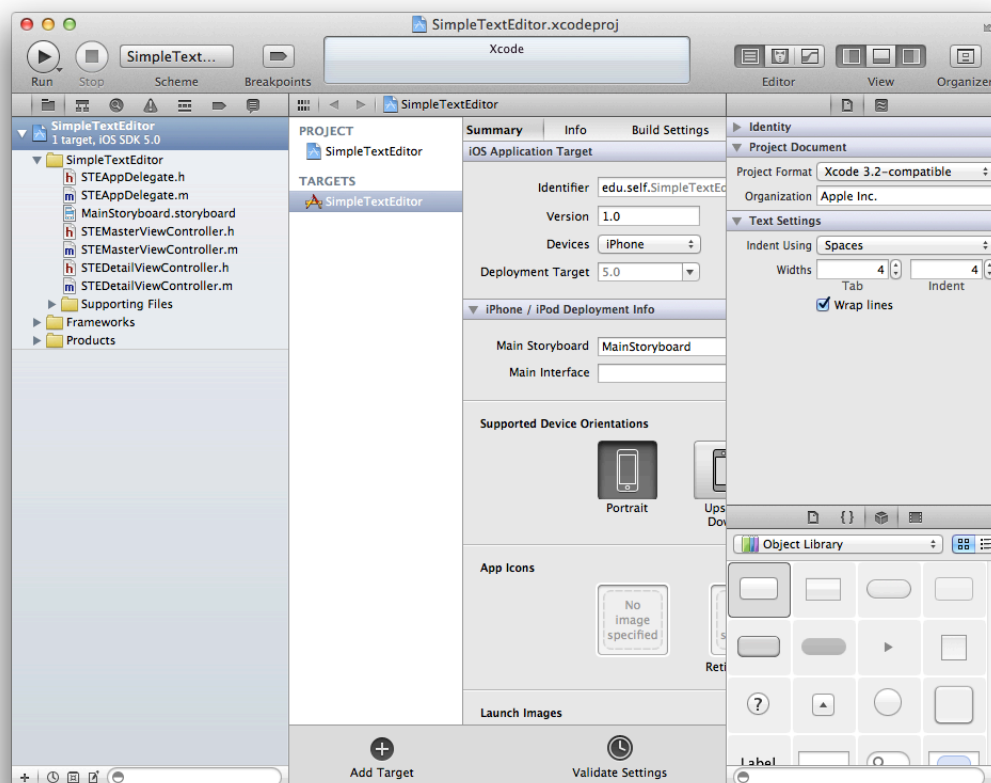 SimpleTextEditor.xcodeproj
SimpleText...
Xcode
Run
Stop
Scheme
Breakpoints
Editor
View
Organizer
SimpleTextEditor
SimpleTextEditor
1 target, iOS SDK 5.0
SimpleTextEditor
h STEAppDelegate.h
m STEAppDelegate.m
MainStoryboard.storyboard
h STEMasterViewController.h
m STEMasterViewController.m
h STEDetailViewController.h
m STEDetailViewController.m
Supporting Files
Frameworks
Products
PROJECT
SimpleTextEditor
TARGETS
SimpleTextEditor
Summary Info Build Settings
iOS Application Target
Identifier edu.self.SimpleTextEd
Version 1.0
Devices iPhone
Deployment Target 5.0
iPhone / iPod Deployment Info
Main Storyboard MainStoryboard
Main Interface
Supported Device Orientations
Portrait
Ups
Dov
App Icons
No
image
specified
s
Reti
Launch Images
Add Target
Validate Settings
Identity
Project Document
Project Format Xcode 3.2-compatible
Organization Apple Inc.
Text Settings
Indent Using Spaces
Widths 4 4
Tab Indent
Wrap lines
{}
Object Library
?
Label